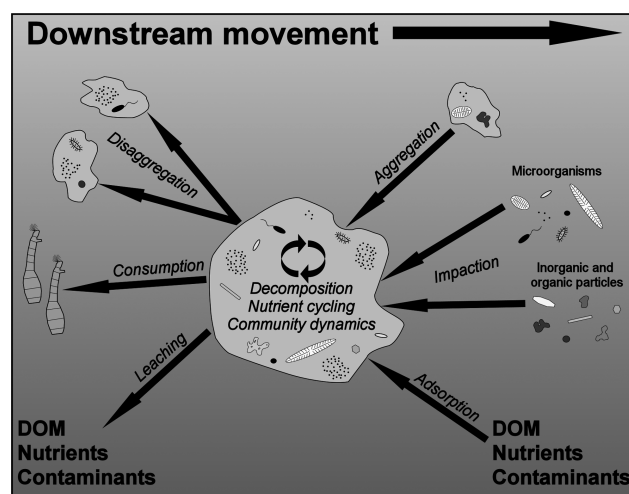 Downstream movement
Disaggregation
Aggregation
Microorganisms
Consumption
Impaction
Inorganic and
organic particles
Decomposition
Nutrient cycling
Community dynamics
Leaching
Adsorption
DOM
Nutrients
Contaminants
DOM
Nutrients
Contaminants